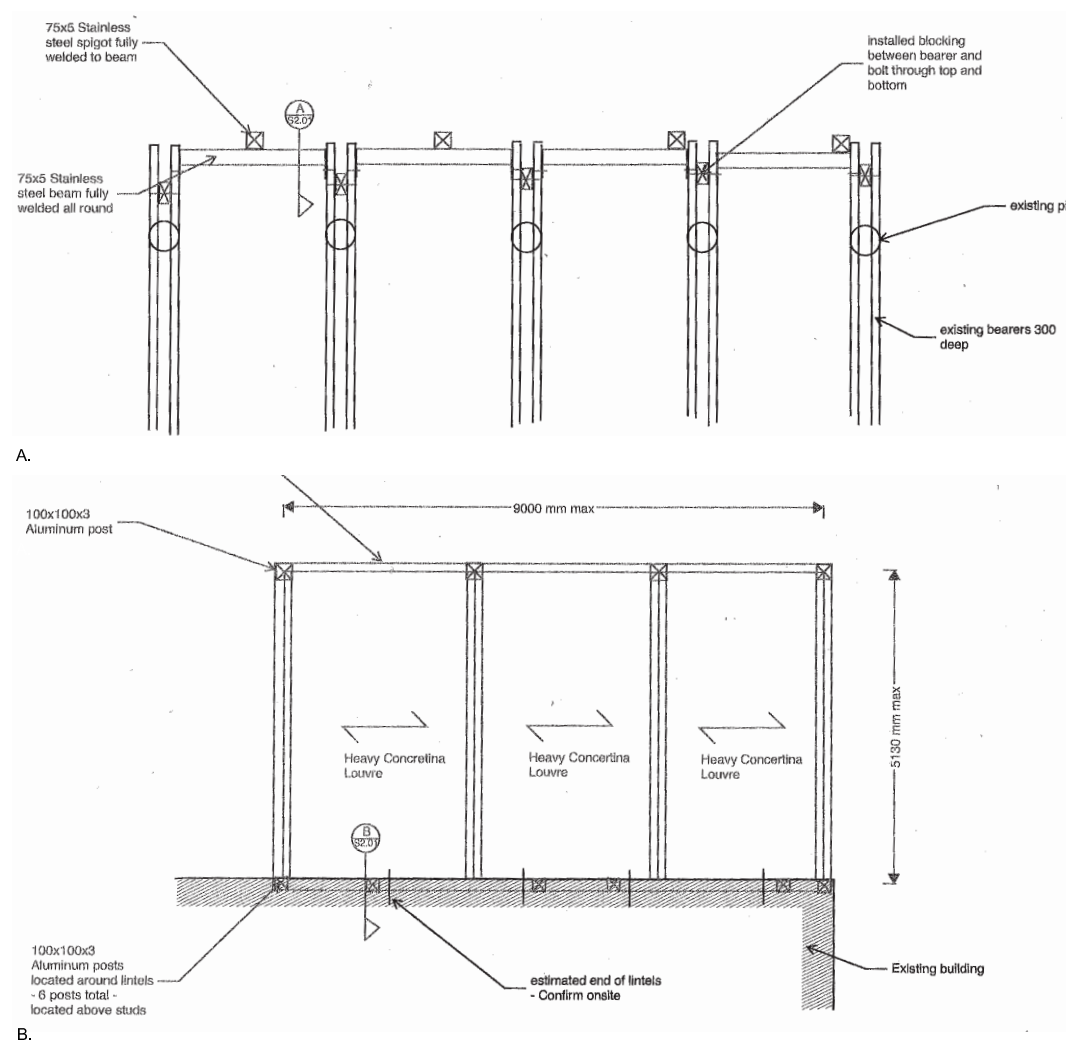 75x5 Stainless
steel spigot fully
welded to beam
installed blocking
between bearer and
bolt through top and
bottom
A
S2.01
75x5 Stainless
steel beam fully
welded all round
existing pi
existing bearers 300
deep
A.
9000 mm max
100x100x3
Aluminum post
5130 mm max
Heavy Concretina
Louvre
Heavy Concertina
Louvre
Heavy Concertina
Louvre
B
S2.01
100x100x3
Aluminum posts
located around lintels
- 6 posts total -
located above studs
estimated end of lintels
- Confirm onsite
Existing building
B.